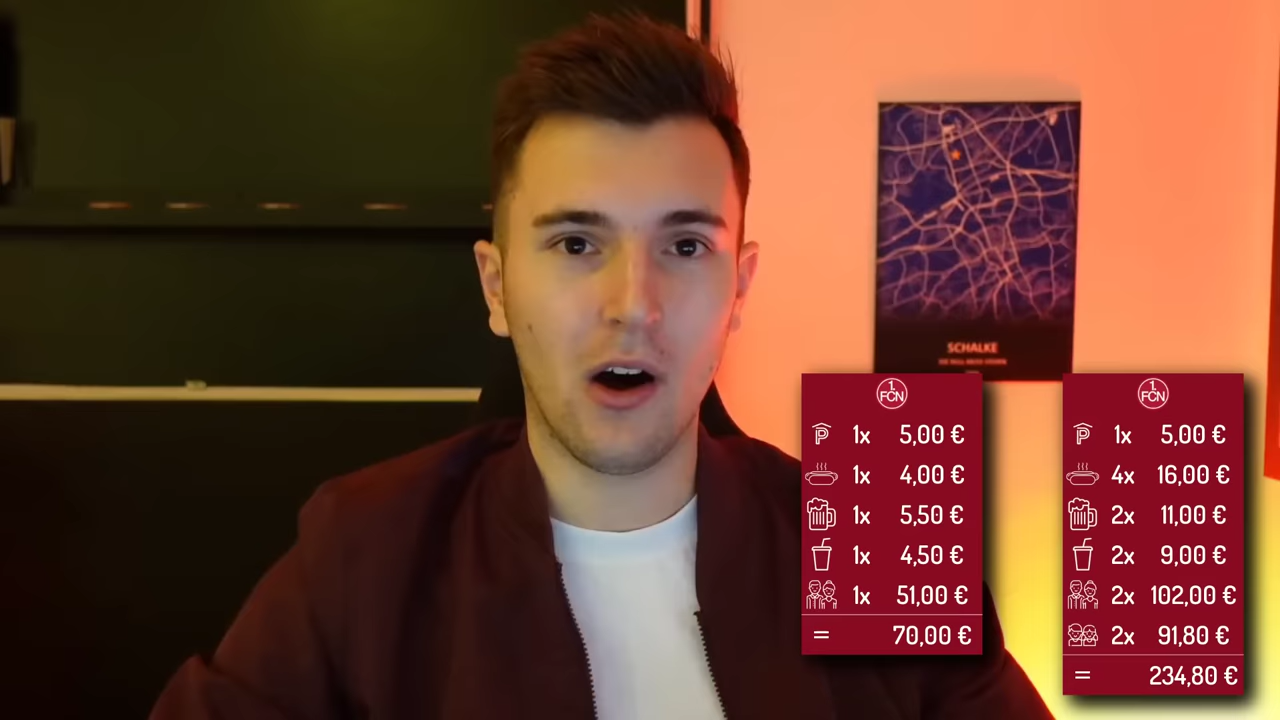 SCHALKE
1.
FCN
P 1x 5,00 €
1x 4,00 €
1x 5,50 €
1x 4,50 €
1x 51,00 €
= 70,00 €
1.
FCN
P 1x 5,00 €
4x 16,00 €
2x 11,00 €
2x 9,00 €
2x 102,00 €
2x 91,80 €
= 234,80 €